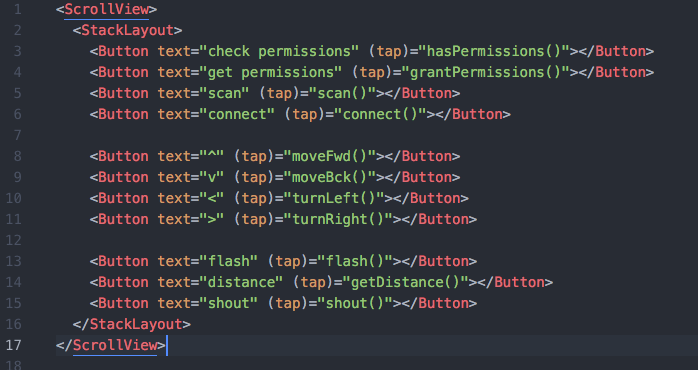 1 <ScrollView>
2   <StackLayout>
3     <Button text="check permissions" (tap)="hasPermissions()"></Button>
4     <Button text="get permissions" (tap)="grantPermissions()"></Button>
5     <Button text="scan" (tap)="scan()"></Button>
6     <Button text="connect" (tap)="connect()"></Button>
7
8     <Button text="^" (tap)="moveFwd()"></Button>
9     <Button text="v" (tap)="moveBck()"></Button>
10     <Button text="<" (tap)="turnLeft()"></Button>
11     <Button text=">" (tap)="turnRight()"></Button>
12
13     <Button text="flash" (tap)="flash()"></Button>
14     <Button text="distance" (tap)="getDistance()"></Button>
15     <Button text="shout" (tap)="shout()"></Button>
16   </StackLayout>
17 </ScrollView>
18